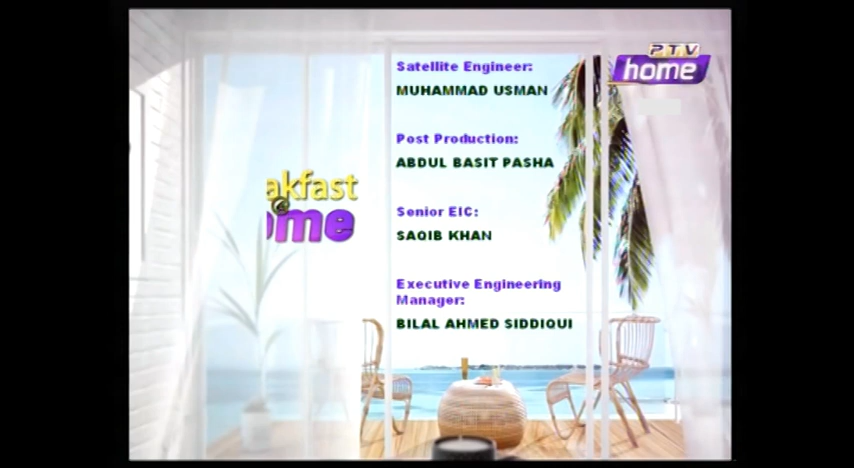 PTV
home
Satellite Engineer:
MUHAMMAD USMAN
Post Production:
ABDUL BASIT PASHA
akfast
@
ome
Senior EIC:
SAQIB KHAN
Executive Engineering
Manager:
BILAL AHMED SIDDIQUI